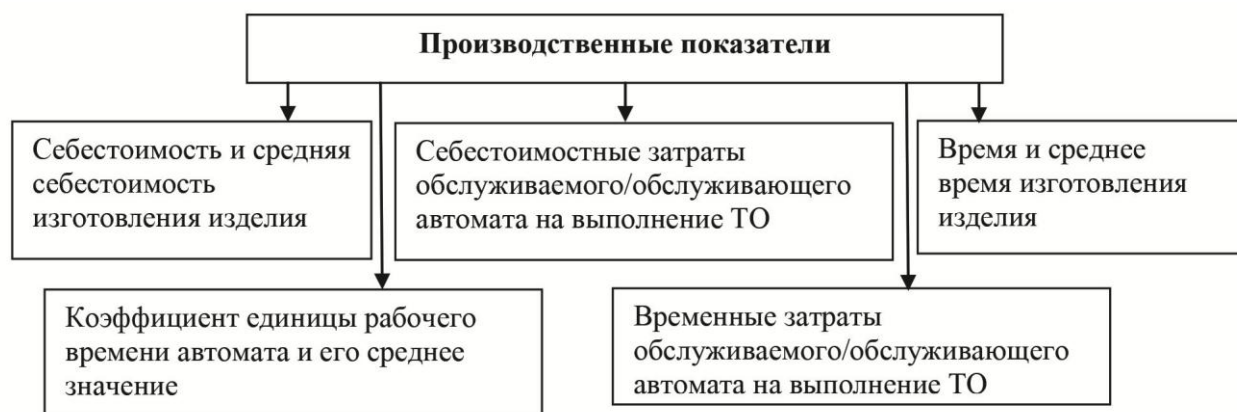 Производственные показатели
Себестоимость и средняя
себестоимость
изготовления изделия
Себестоимостные затраты
обслуживаемого/обслуживающего
автомата на выполнение ТО
Время и среднее
время изготовления
изделия
Коэффициент единицы рабочего
времени автомата и его среднее
значение
Временные затраты
обслуживаемого/обслуживающего
автомата на выполнение ТО